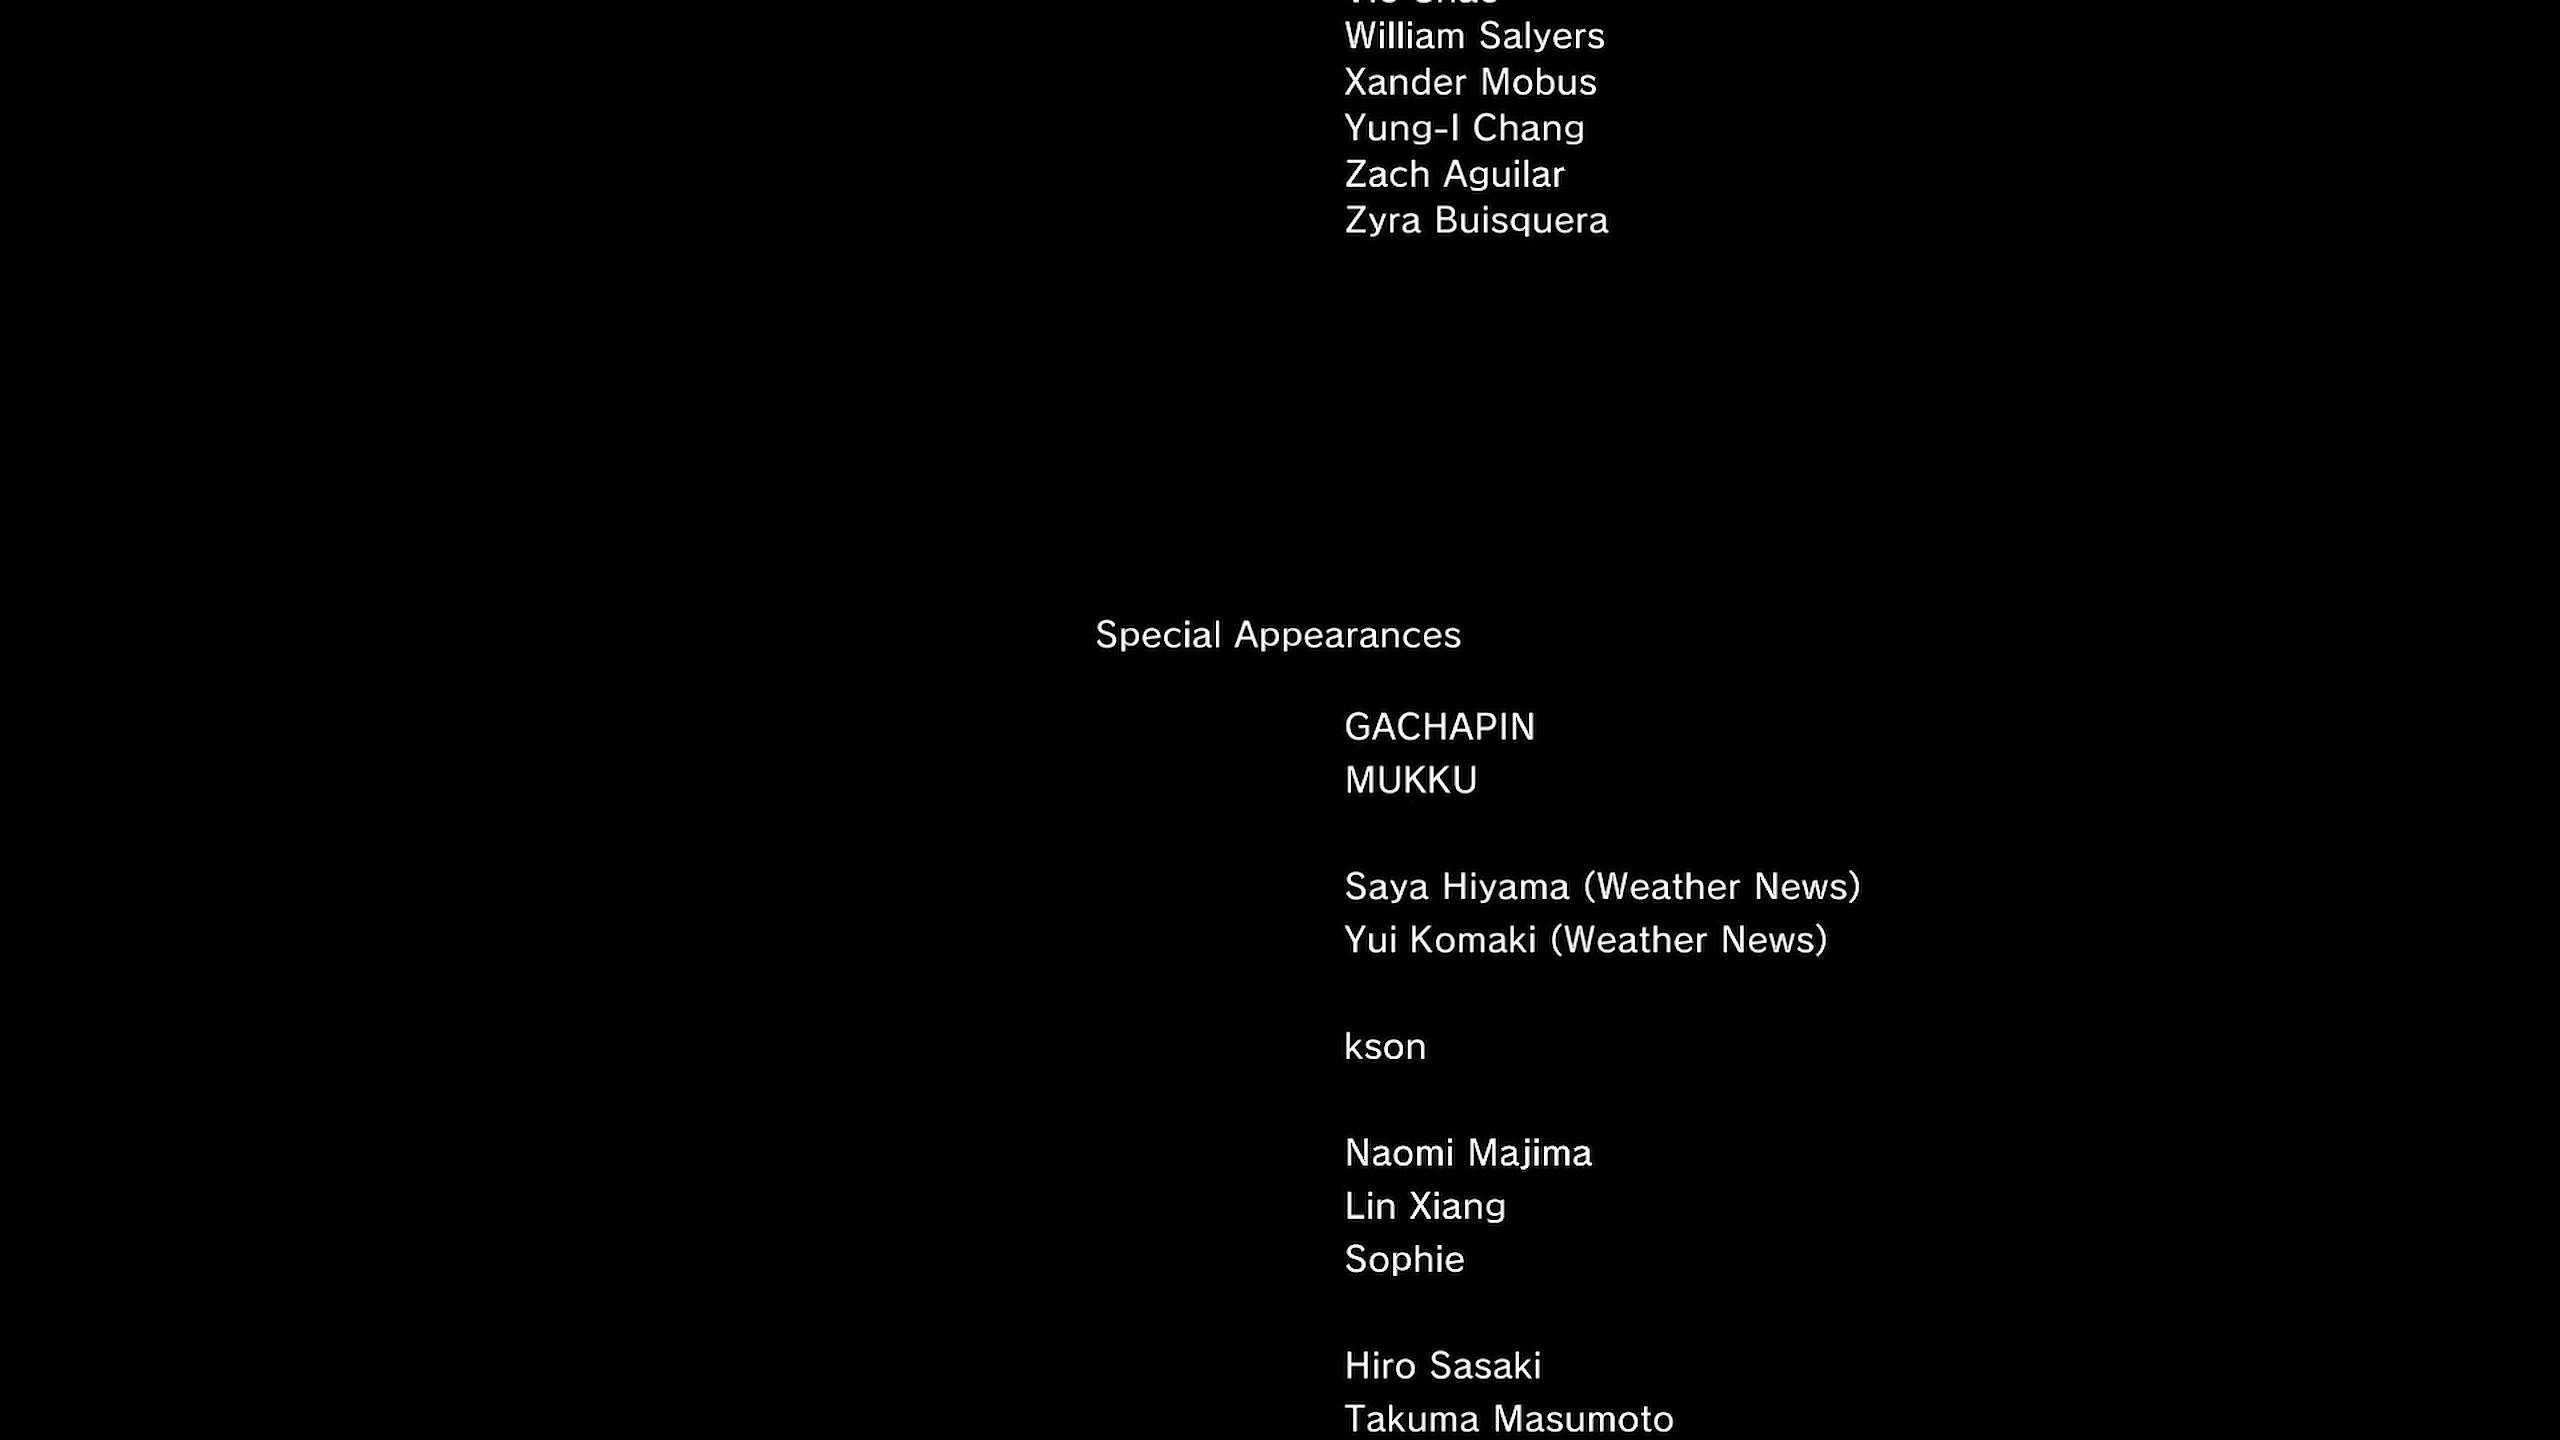 William Salyers
Xander Mobus
Yung-I Chang
Zach Aguilar
Zyra Buisquera
Special Appearances
GACHAPIN
MUKKU
Saya Hiyama (Weather News)
Yui Komaki (Weather News)
kson
Naomi Majima
Lin Xiang
Sophie
Hiro Sasaki
Takuma Masumoto